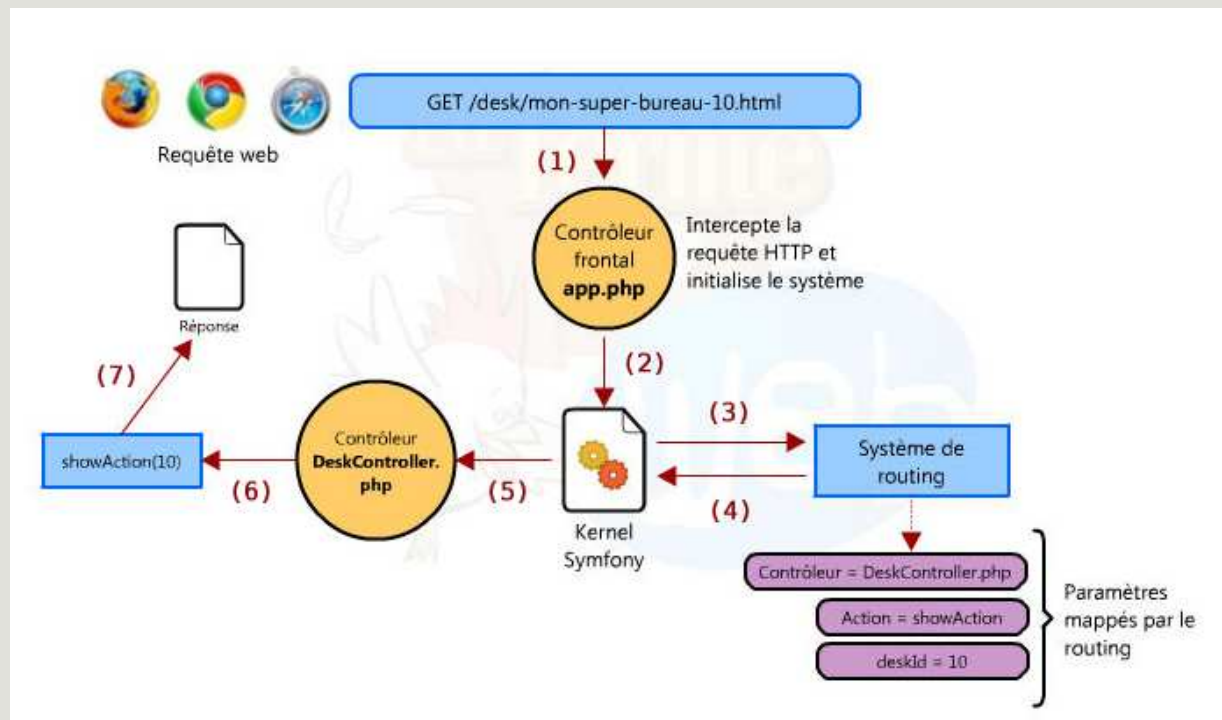 GET /desk/mon-super-bureau-10.html
Requête web
(1)
Contrôleur
frontal
app.php
Intercepte la
requête HTTP et
initialise le système
Réponse
(2)
(7)
(3)
Contrôleur
DeskController.
php
showAction(10)
Système de
routing
(6)
(5)
(4)
Kernel
Symfony
Contrôleur = DeskController.php
Action = showAction
deskId = 10
Paramètres
mappés par le
routing